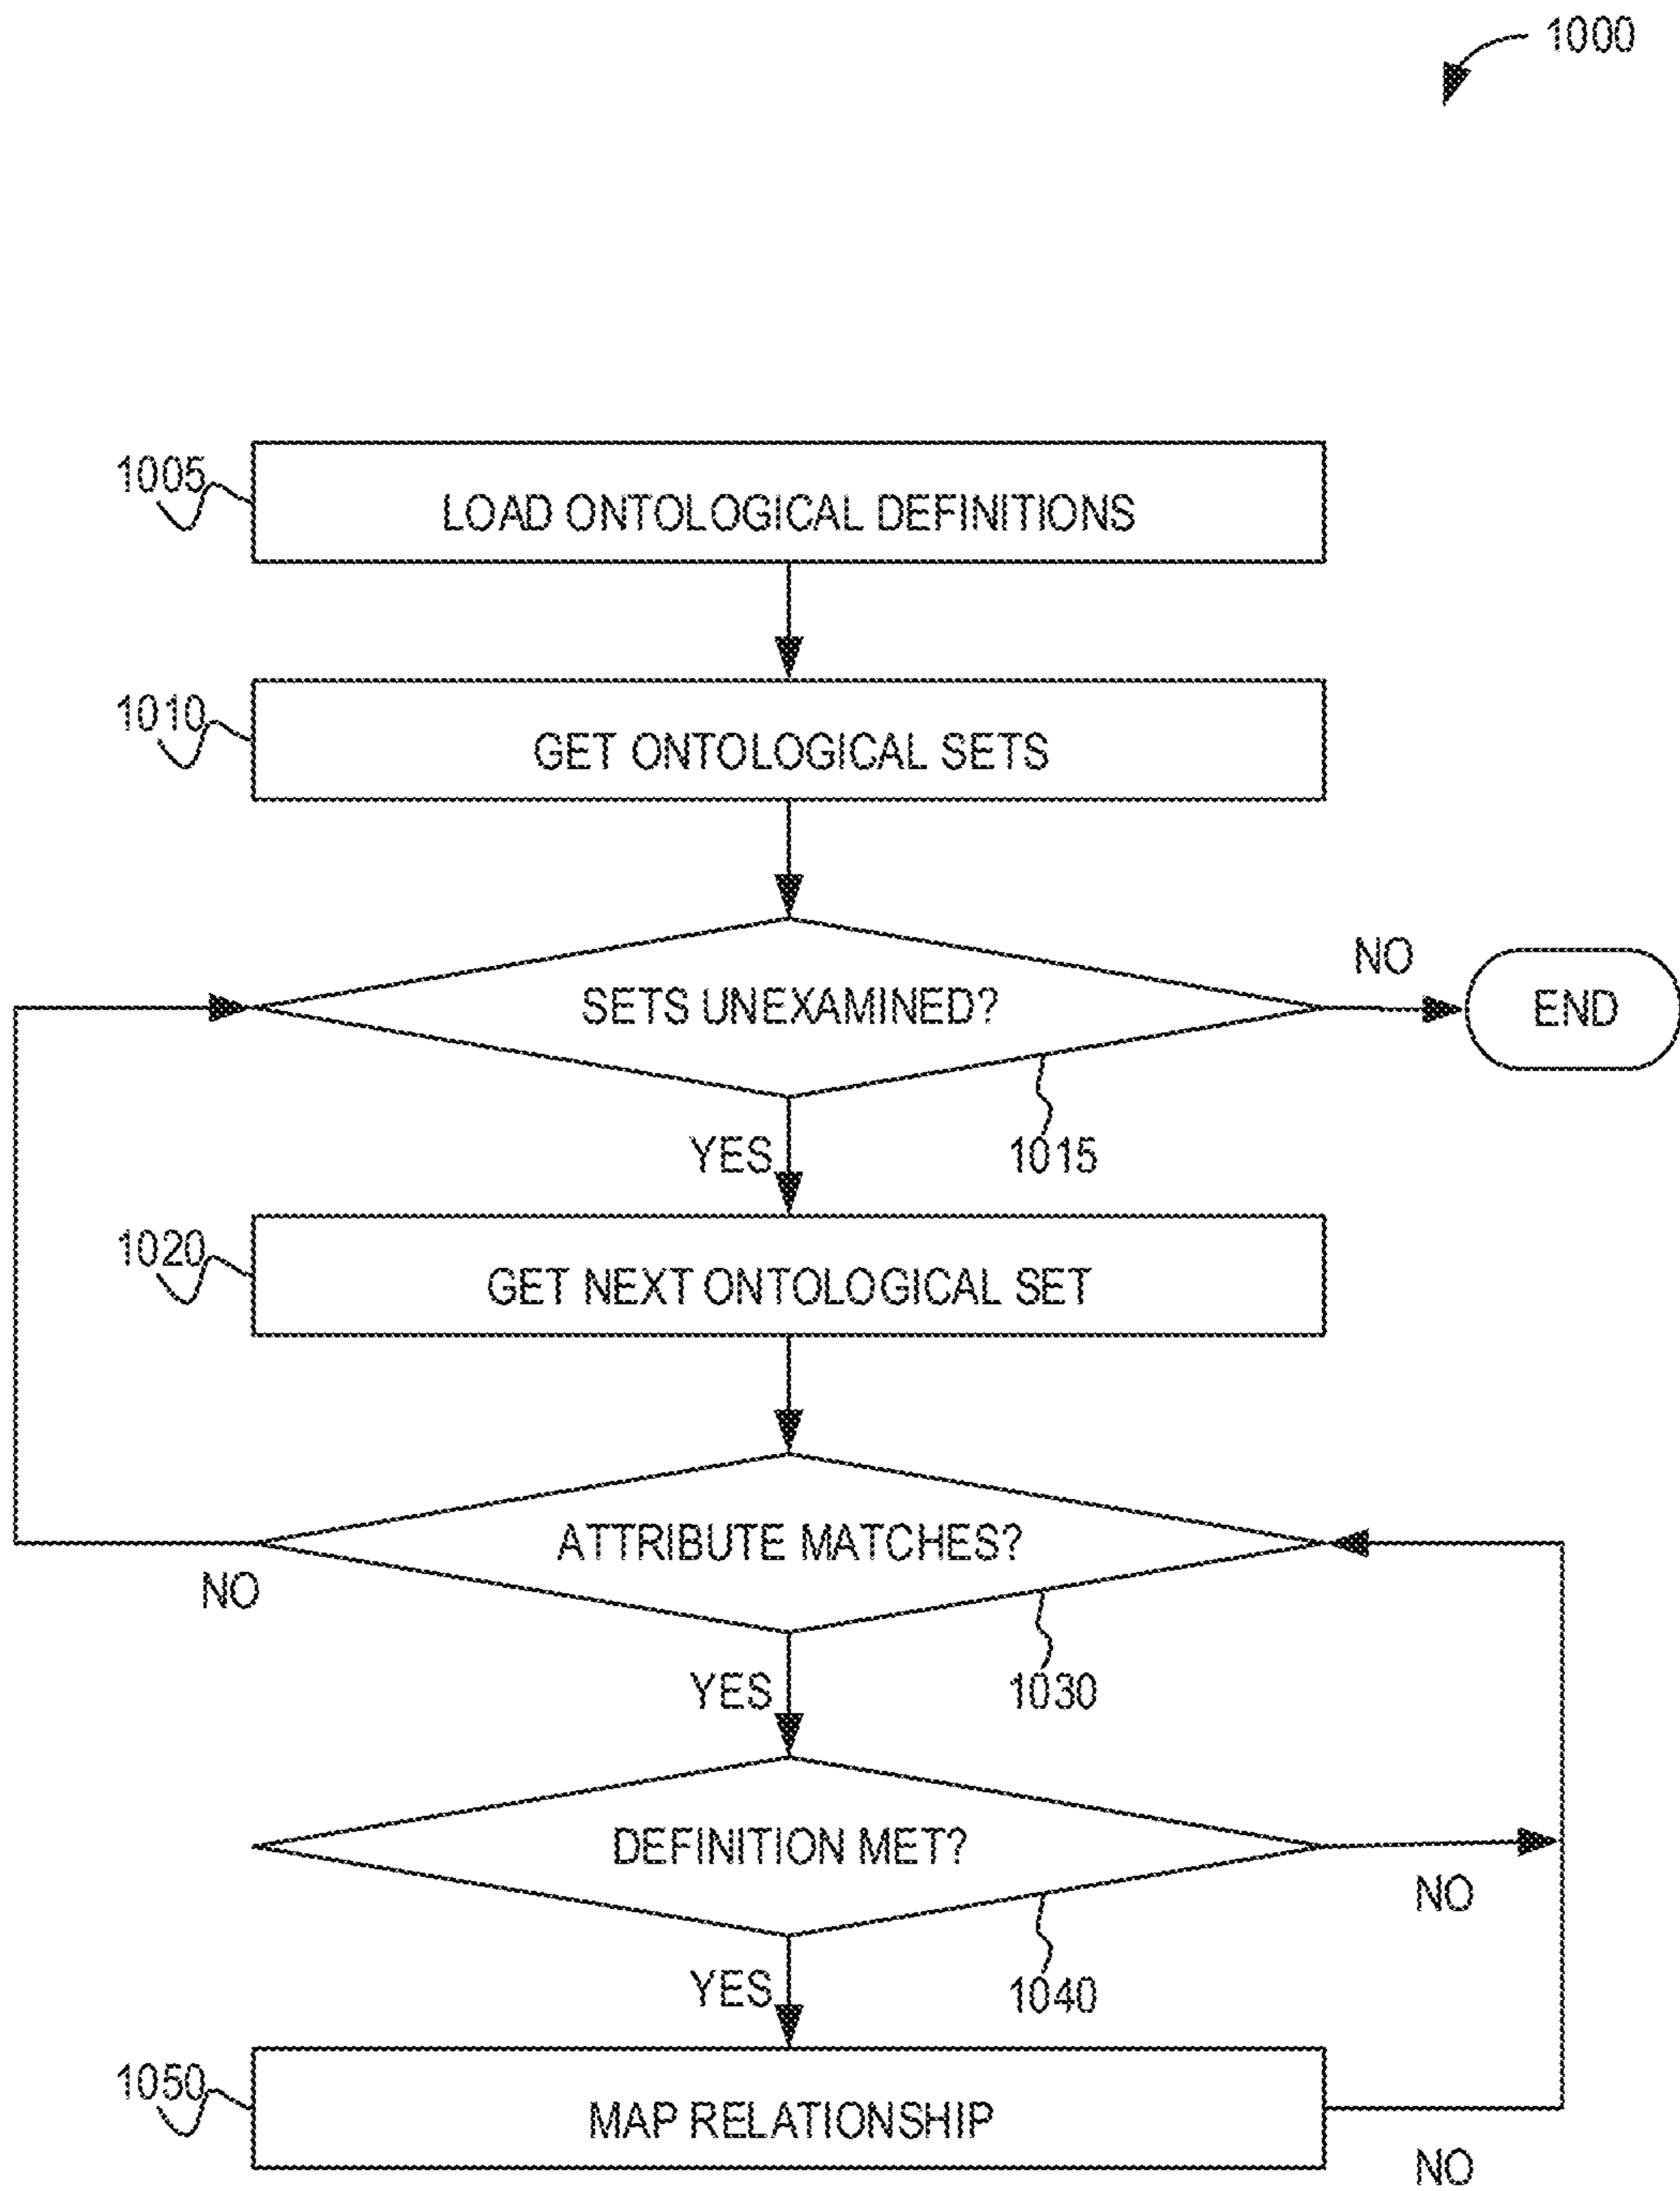 1000
1005
LOAD ONTOLOGICAL DEFINITIONS
1010
GET ONTOLOGICAL SETS
NO
SETS UNEXAMINED?
END
YES
1015
1020
GET NEXT ONTOLOGICAL SET
ATTRIBUTE MATCHES?
NO
YES
1030
DEFINITION MET?
NO
YES
1040
1050
MAP RELATIONSHIP
NO